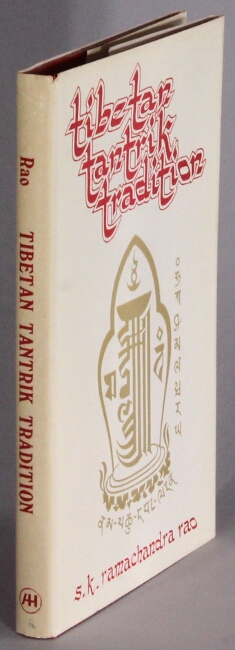 tibetan
tantrik
tradition
s.k. ramachandra rao
Rao TIBETAN TANTRIK TRADITION
AH